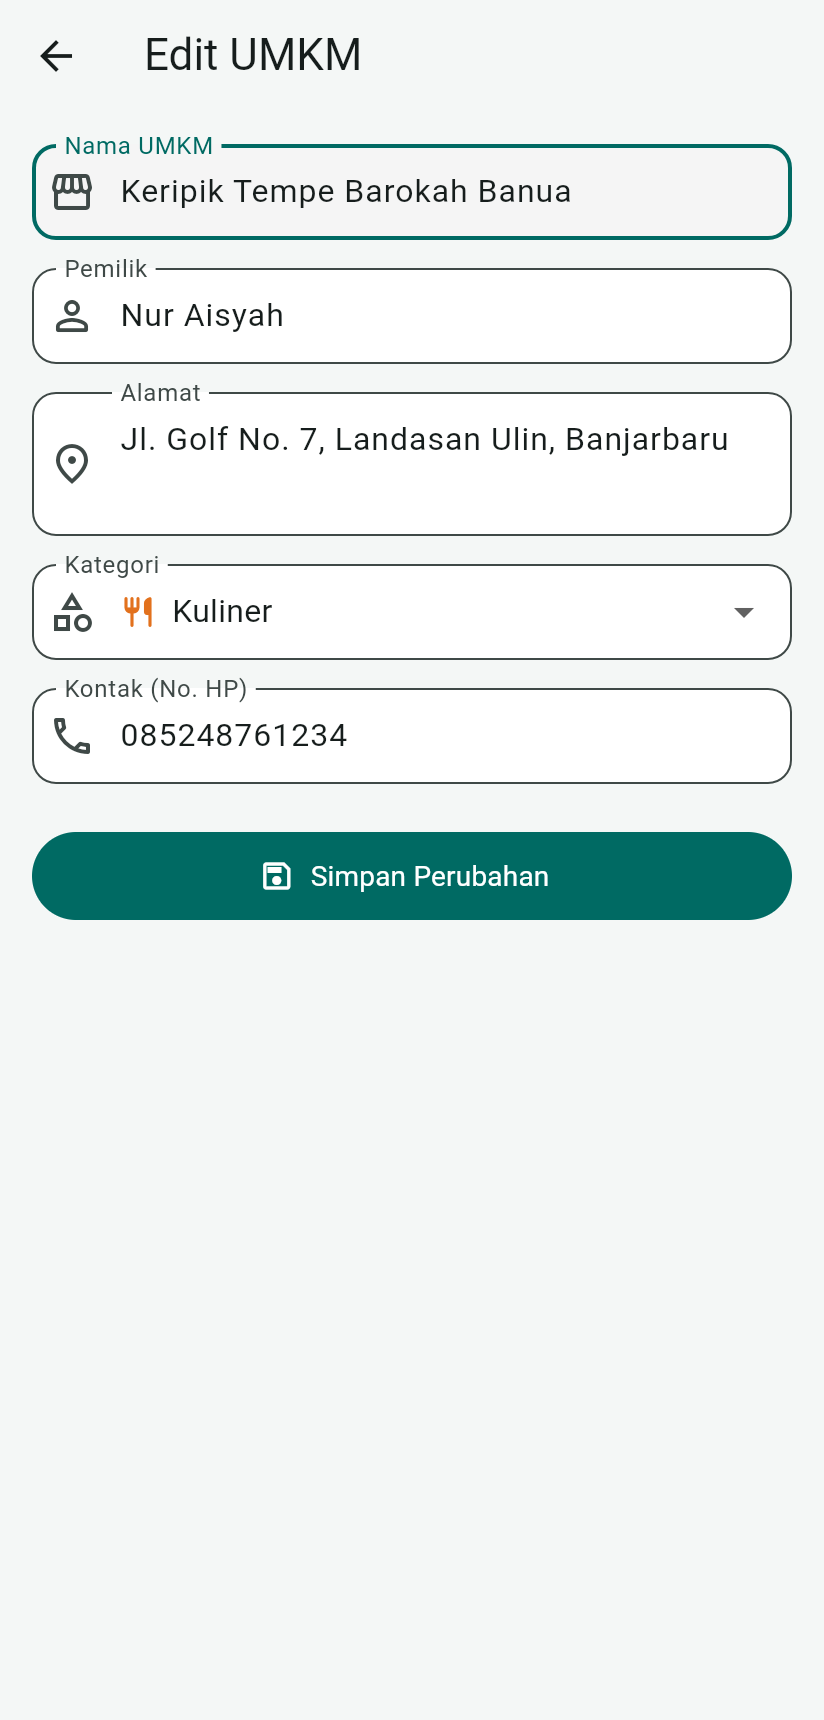 Edit UMKM
Nama UMKM
Keripik Tempe Barokah Banua
Pemilik
Nur Aisyah
Alamat
Jl. Golf No. 7, Landasan Ulin, Banjarbaru
Kategori
Kuliner
Kontak (No. HP)
085248761234
Simpan Perubahan